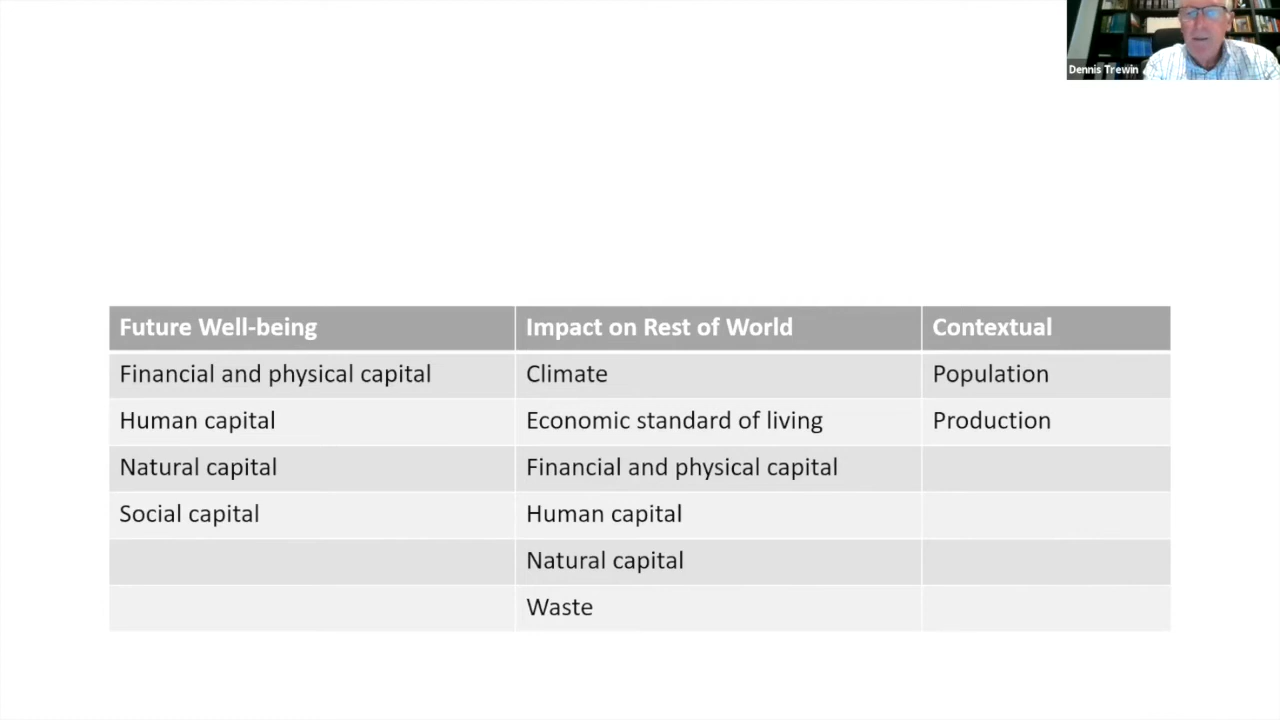 Dennis Trewin
Future Well-being Impact on Rest of World Contextual
Financial and physical capital Climate Population
Human capital Economic standard of living Production
Natural capital Financial and physical capital
Social capital Human capital
Natural capital
Waste